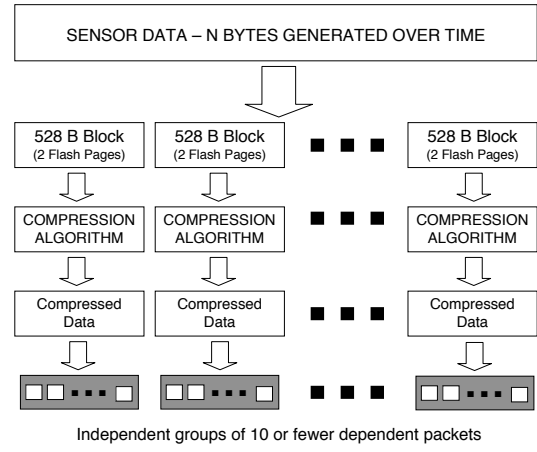 SENSOR DATA – N BYTES GENERATED OVER TIME
528 B Block
(2 Flash Pages)
528 B Block
(2 Flash Pages)
528 B Block
(2 Flash Pages)
COMPRESSION
ALGORITHM
COMPRESSION
ALGORITHM
COMPRESSION
ALGORITHM
Compressed
Data
Compressed
Data
Compressed
Data
Independent groups of 10 or fewer dependent packets